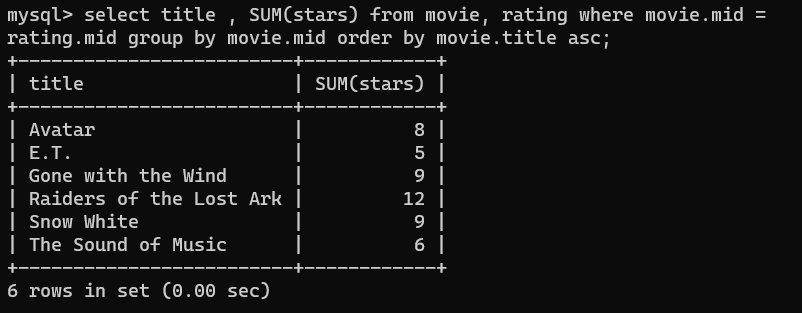 mysql> select title , SUM(stars) from movie, rating where movie.mid =
rating.mid group by movie.mid order by movie.title asc;
+-------------------------+------------+
| title                   | SUM(stars) |
+-------------------------+------------+
| Avatar                  |          8 |
| E.T.                    |          5 |
| Gone with the Wind      |          9 |
| Raiders of the Lost Ark |         12 |
| Snow White              |          9 |
| The Sound of Music      |          6 |
+-------------------------+------------+
6 rows in set (0.00 sec)